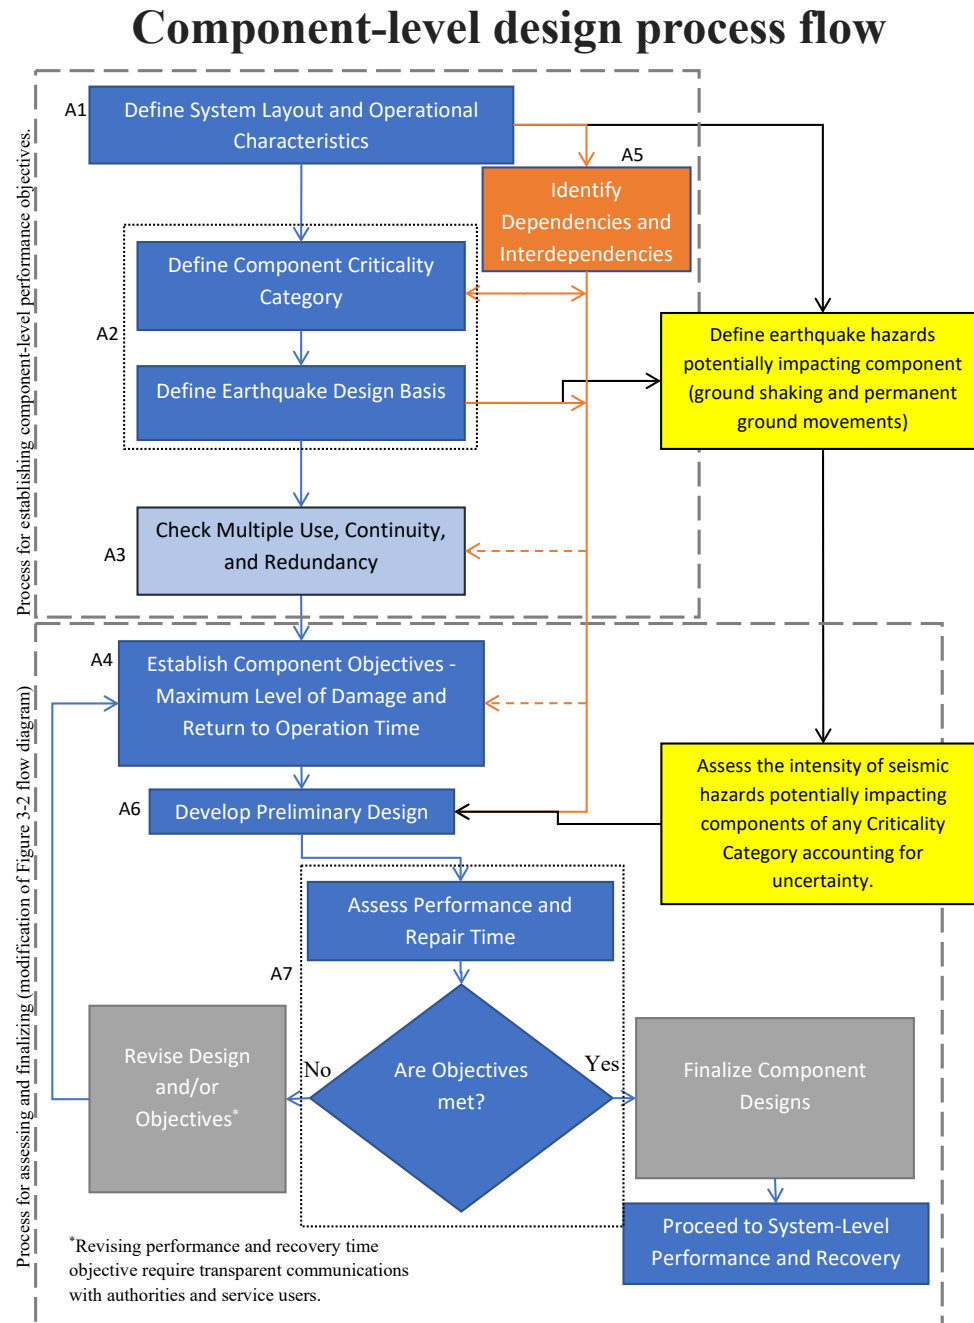 Component-level design process flow
Process for establishing component-level performance objectives.
A1
Define System Layout and Operational
Characteristics
A5
Identify
Dependencies and
Interdependencies
A2
Define Component Criticality
Category
Define Earthquake Design Basis
Define earthquake hazards
potentially impacting component
(ground shaking and permanent
ground movements)
A3
Check Multiple Use, Continuity,
and Redundancy
Process for assessing and finalizing (modification of Figure 3-2 flow diagram)
A4
Establish Component Objectives -
Maximum Level of Damage and
Return to Operation Time
A6
Develop Preliminary Design
Assess the intensity of seismic
hazards potentially impacting
components of any Criticality
Category accounting for
uncertainty.
A7
Assess Performance and
Repair Time
Are Objectives
met?
No
Yes
Revise Design
and/or
Objectives*
Finalize Component
Designs
Proceed to System-Level
Performance and Recovery
*Revising performance and recovery time
objective require transparent communications
with authorities and service users.